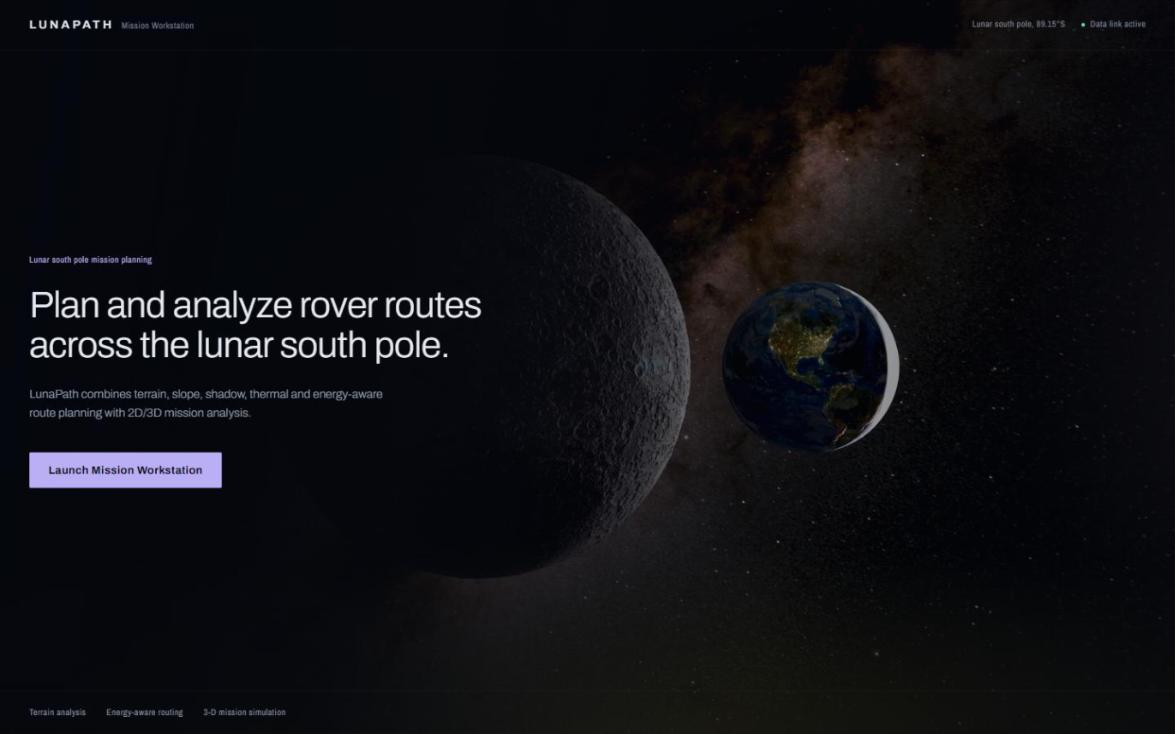 LUNAPATH Mission Workstation
Lunar south pole, 89.15°S Data link active
Lunar south pole mission planning
Plan and analyze rover routes
across the lunar south pole.
LunaPath combines terrain, slope, shadow, thermal and energy-aware
route planning with 2D/3D mission analysis.
Launch Mission Workstation
Terrain analysis Energy-aware routing 3-D mission simulation